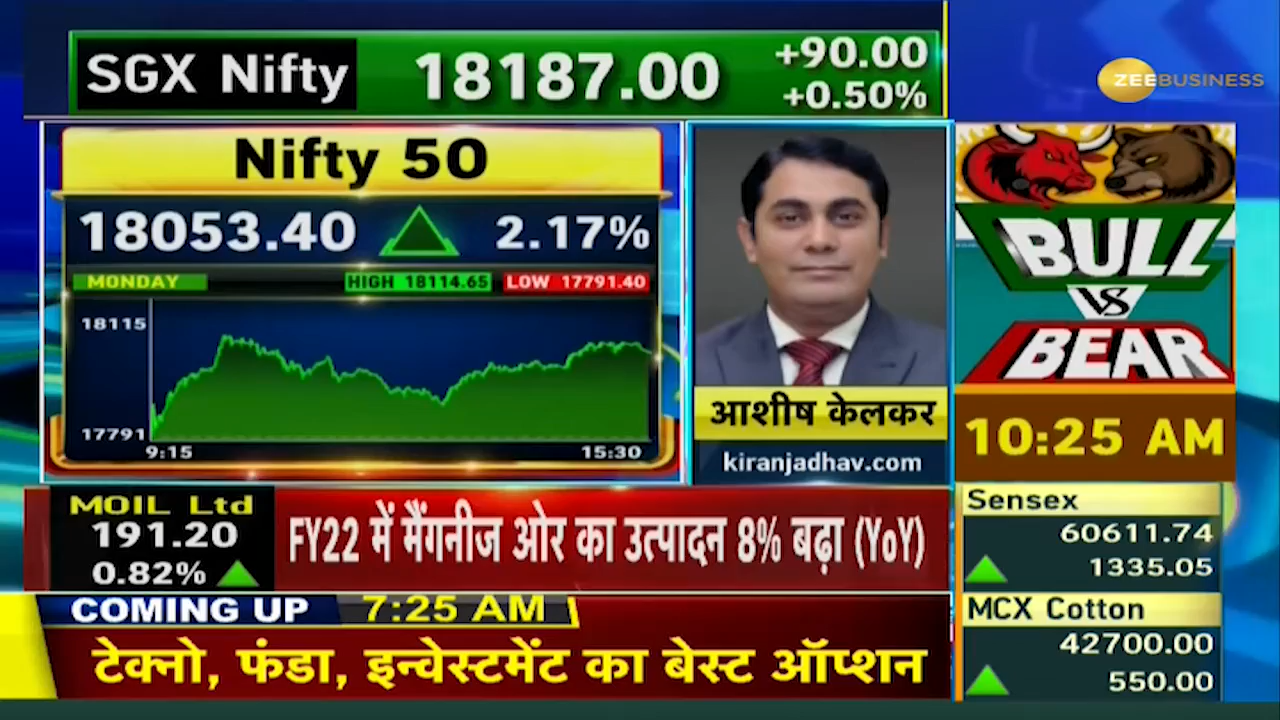 SGX Nifty
18187.00
+90.00
+0.50%
ZEEBUSINESS
Nifty 50
18053.40
2.17%
MONDAY
HIGH 18114.65
LOW 17791.40
18115
17791
9:15
15:30
आशीष केलकर
kiranjadhav.com
BULL
VS
BEAR
10:25 AM
MOIL Ltd
191.20
0.82%
FY22 में मैंगनीज ओर का उत्पादन 8% बढ़ा (YoY)
Sensex
60611.74
1335.05
MCX Cotton
42700.00
550.00
COMING UP
7:25 AM
टेक्नो, फंडा, इन्वेस्टमेंट का बेस्ट ऑप्शन